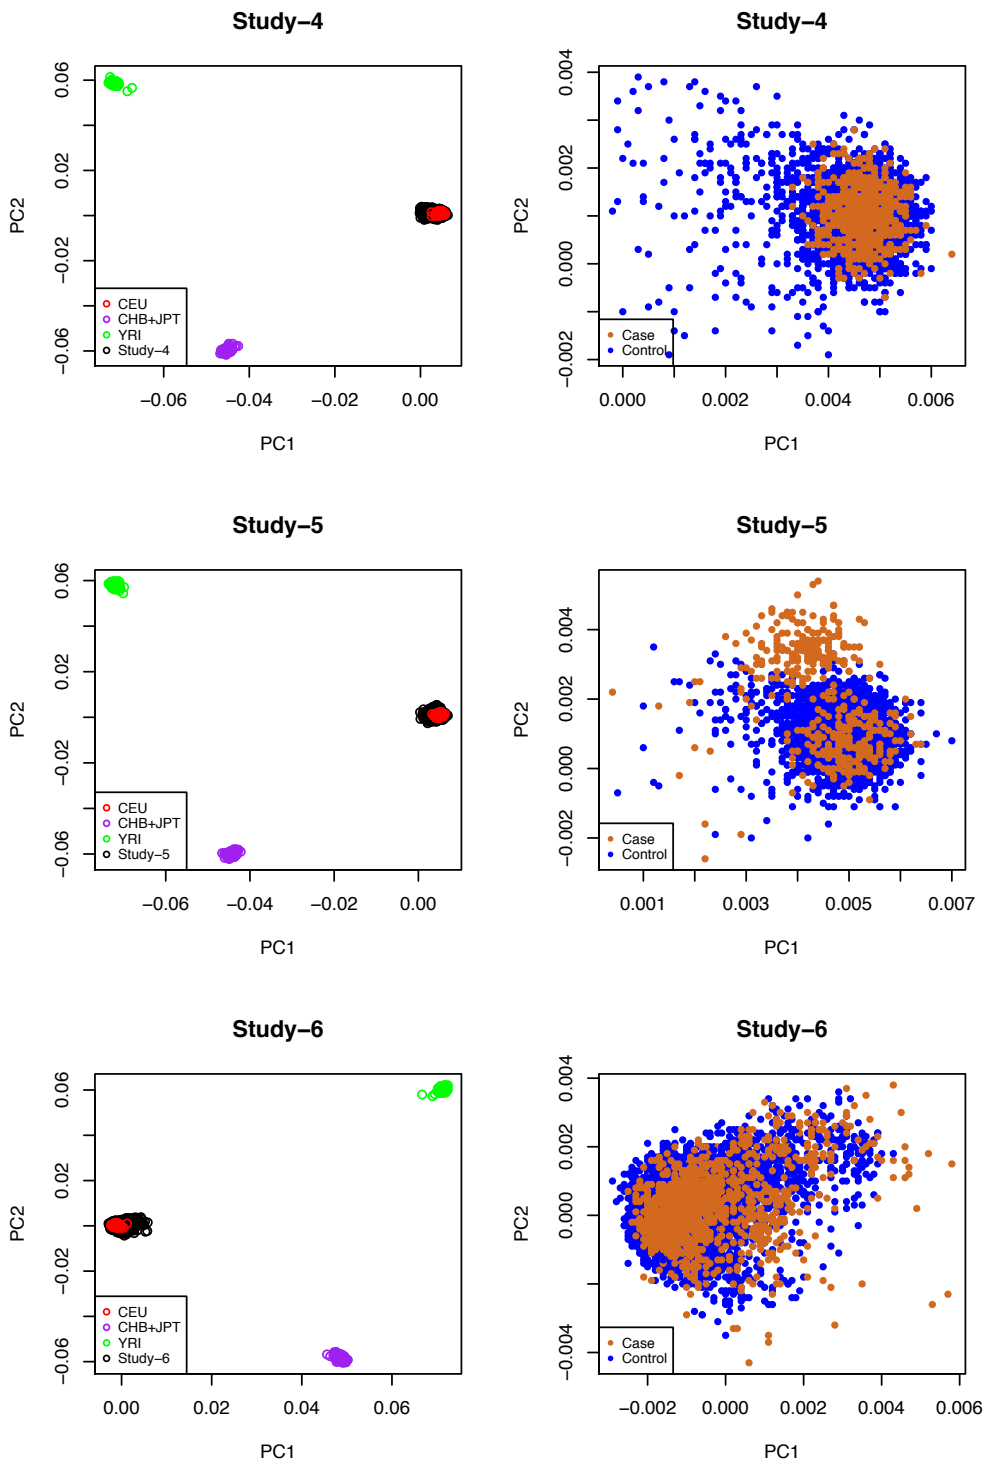 Study−4
Study−4
0.06
0.02
−0.02
−0.06
PC2
CEU
CHB+JPT
YRI
Study−4
−0.06
−0.04
−0.02
0.00
PC1
0.004
0.002
0.000
−0.002
PC2
Case
Control
0.000
0.002
0.004
0.006
PC1
Study−5
Study−5
0.06
0.02
−0.02
−0.06
PC2
CEU
CHB+JPT
YRI
Study−5
−0.06
−0.04
−0.02
0.00
PC1
0.004
0.002
0.000
−0.002
PC2
Case
Control
0.001
0.003
0.005
0.007
PC1
Study−6
Study−6
0.06
0.02
−0.02
−0.06
PC2
CEU
CHB+JPT
YRI
Study−6
0.00
0.02
0.04
0.06
PC1
0.004
0.002
0.000
−0.004
PC2
Case
Control
−0.002
0.000
0.002
0.004
0.006
PC1